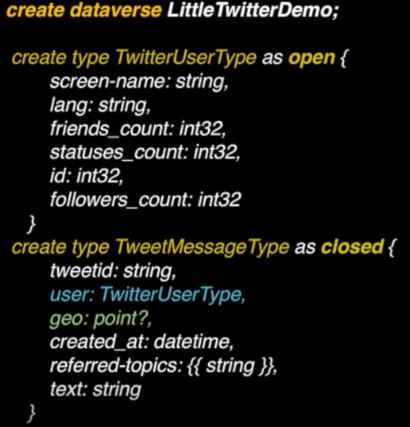 create dataverse LittleTwitterDemo;
create type TwitterUserType as open {
screen-name: string,
lang: string,
friends_count: int32,
statuses_count: int32,
id: int32,
followers_count: int32
}
create type TweetMessageType as closed {
tweetid: string,
user: TwitterUserType,
geo: point?,
created_at: datetime,
referred-topics: {{ string }},
text: string
}